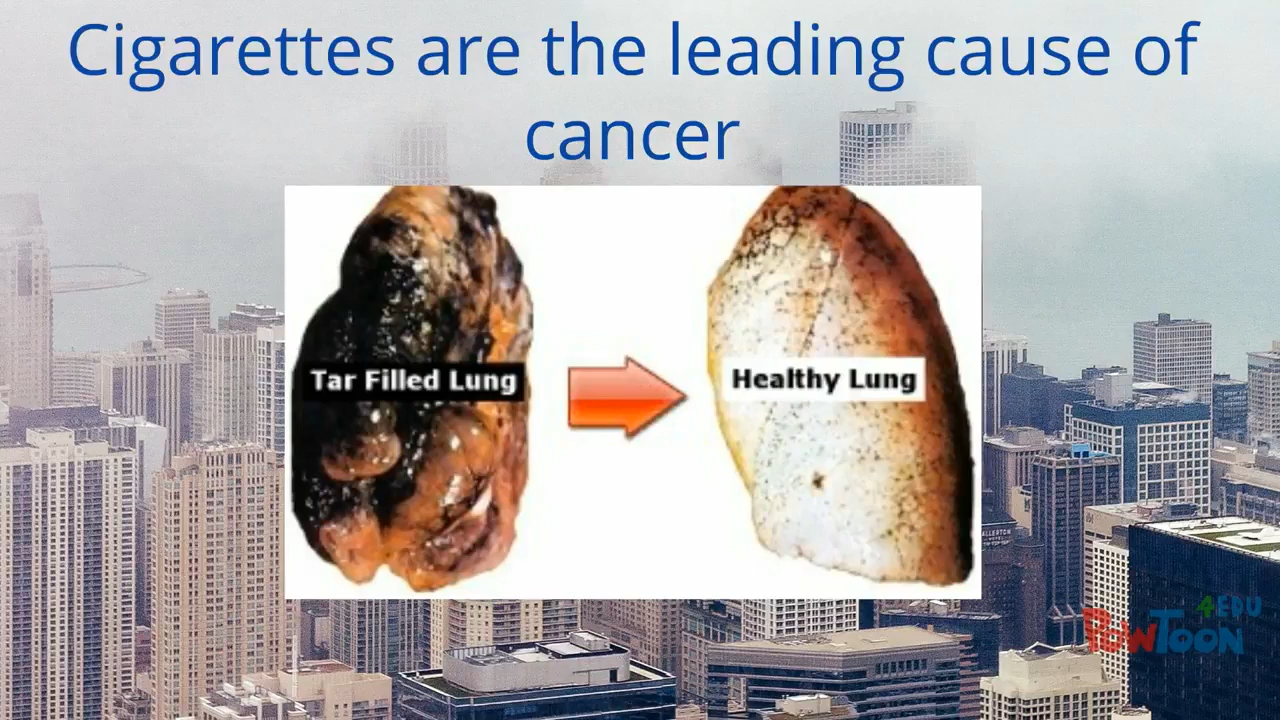 Cigarettes are the leading cause of
cancer
Tar Filled Lung
Healthy Lung
4EDU
POWTOON